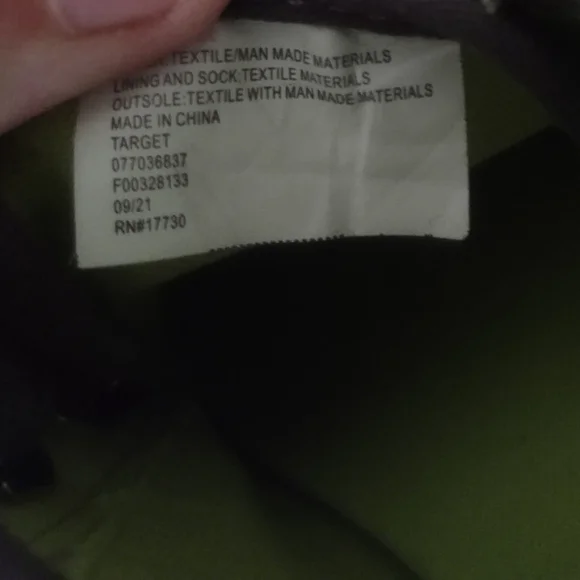 TEXTILE/MAN MADE MATERIALS
LINING AND SOCK:TEXTILE MATERIALS
OUTSOLE:TEXTILE WITH MAN MADE MATERIALS
MADE IN CHINA
TARGET
077036837
F00328133
09/21
RN#17730